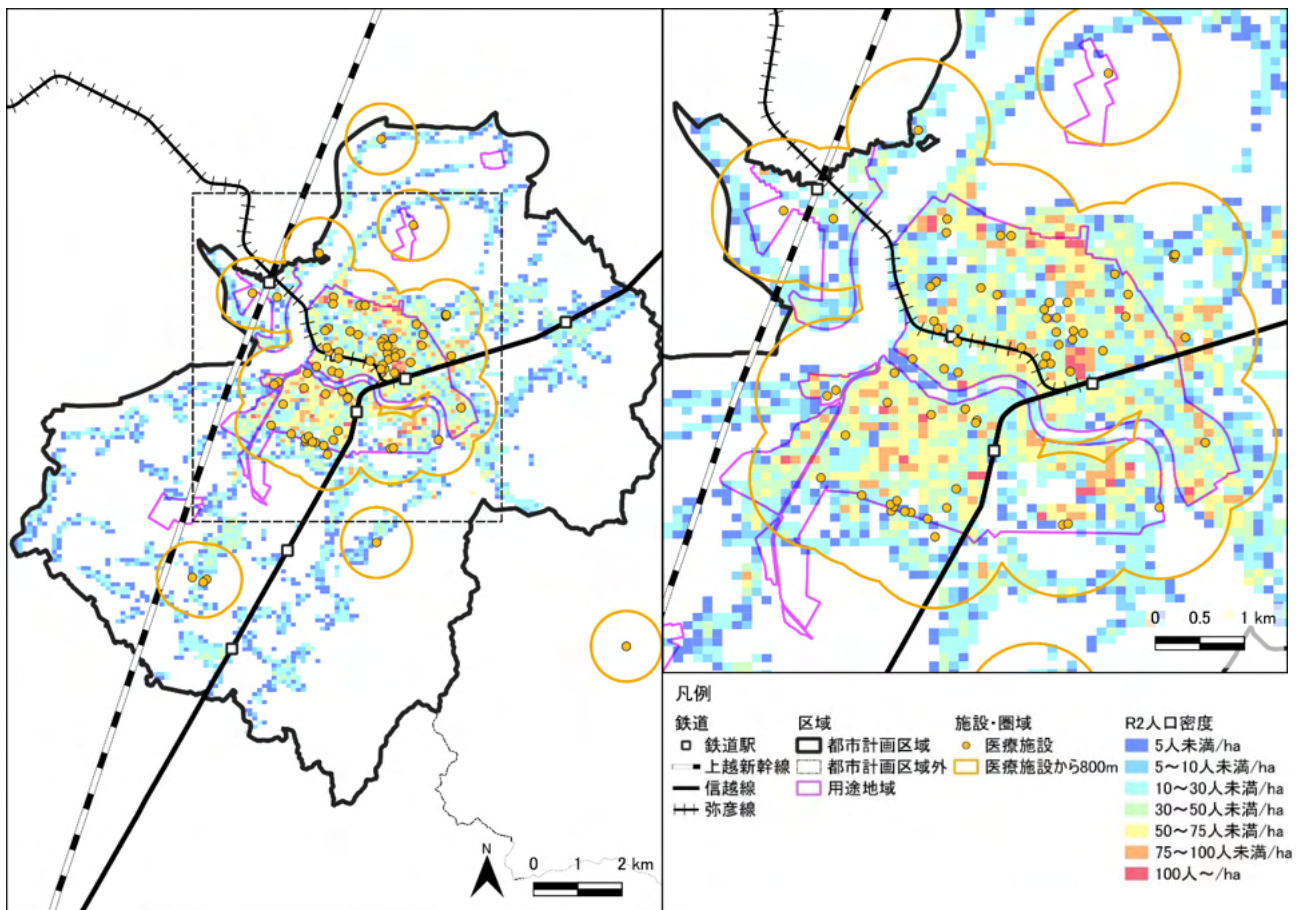 N
0 1 2 km
0 0.5 1 km
凡例
鉄道
鉄道駅
上越新幹線
信越線
弥彦線
区域
都市計画区域
都市計画区域外
用途地域
施設・圏域
医療施設
医療施設から800m
R2人口密度
5人未満/ha
5～10人未満/ha
10～30人未満/ha
30～50人未満/ha
50～75人未満/ha
75～100人未満/ha
100人～/ha